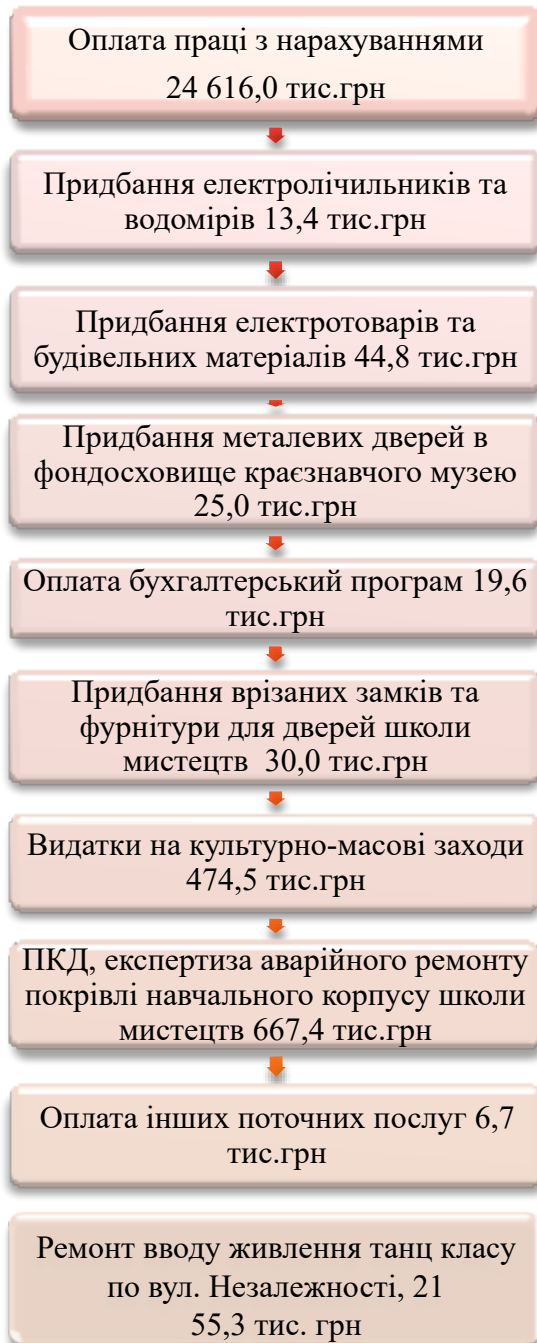 Оплата праці з нарахуваннями
24 616,0 тис.грн
Придбання електролічильників та
водомірів 13,4 тис.грн
Придбання електротоварів та
будівельних матеріалів 44,8 тис.грн
Придбання металевих дверей в
фондосховище краєзнавчого музею
25,0 тис.грн
Оплата бухгалтерський програм 19,6
тис.грн
Придбання врізаних замків та
фурнітури для дверей школи
мистецтв 30,0 тис.грн
Видатки на культурно-масові заходи
474,5 тис.грн
ПКД, експертиза аварійного ремонту
покрівлі навчального корпусу школи
мистецтв 667,4 тис.грн
Оплата інших поточних послуг 6,7
тис.грн
Ремонт вводу живлення танц класу
по вул. Незалежності, 21
55,3 тис. грн